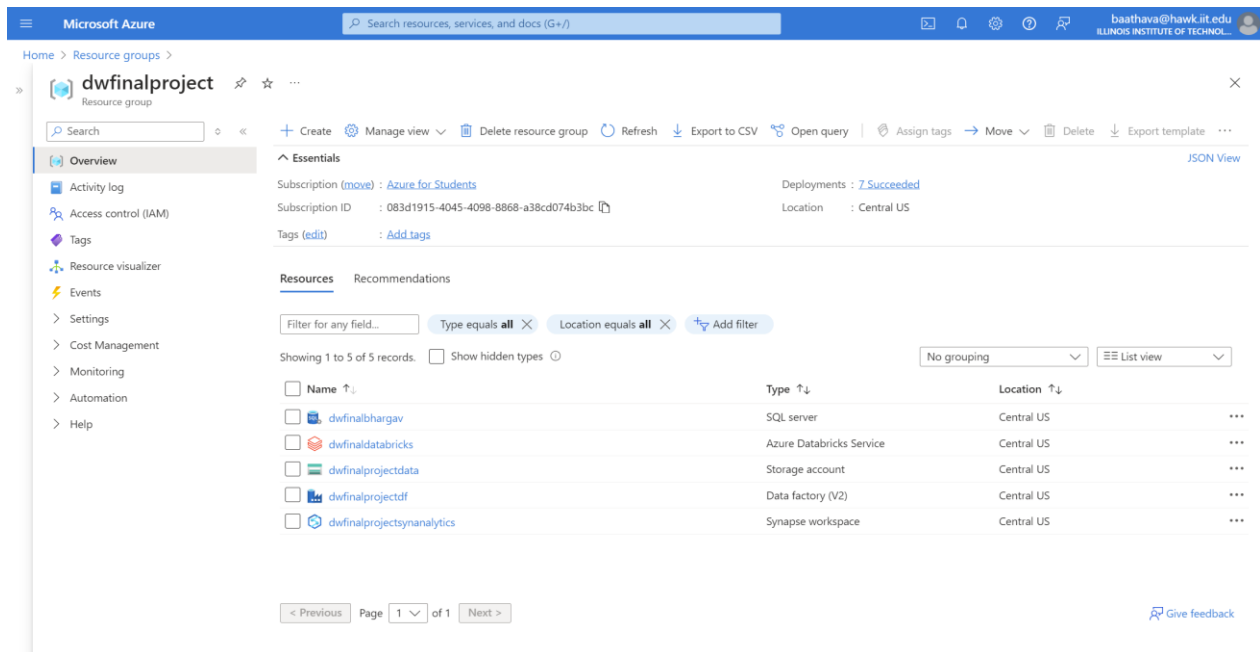 Microsoft Azure
Search resources, services, and docs (G+/)
baathava@hawk.iit.edu
ILLINOIS INSTITUTE OF TECHNOL...
Home > Resource groups >
dwfinalproject
Resource group
Search
Overview
Activity log
Access control (IAM)
Tags
Resource visualizer
Events
Settings
Cost Management
Monitoring
Automation
Help
Create Manage view Delete resource group Refresh Export to CSV Open query Assign tags Move Delete Export template
Essentials
JSON View
Subscription (move) : Azure for Students
Deployments : 7 Succeeded
Subscription ID : 083d1915-4045-4098-8868-a38cd074b3bc
Location : Central US
Tags (edit) : Add tags
Resources Recommendations
Filter for any field... Type equals all Location equals all Add filter
Showing 1 to 5 of 5 records. Show hidden types
No grouping List view
Name Type Location
dwfinalbhargav SQL server Central US
dwfinaldatabricks Azure Databricks Service Central US
dwfinalprojectdata Storage account Central US
dwfinalprojectdf Data factory (V2) Central US
dwfinalprojectsynanalytics Synapse workspace Central US
< Previous Page 1 of 1 Next >
Give feedback